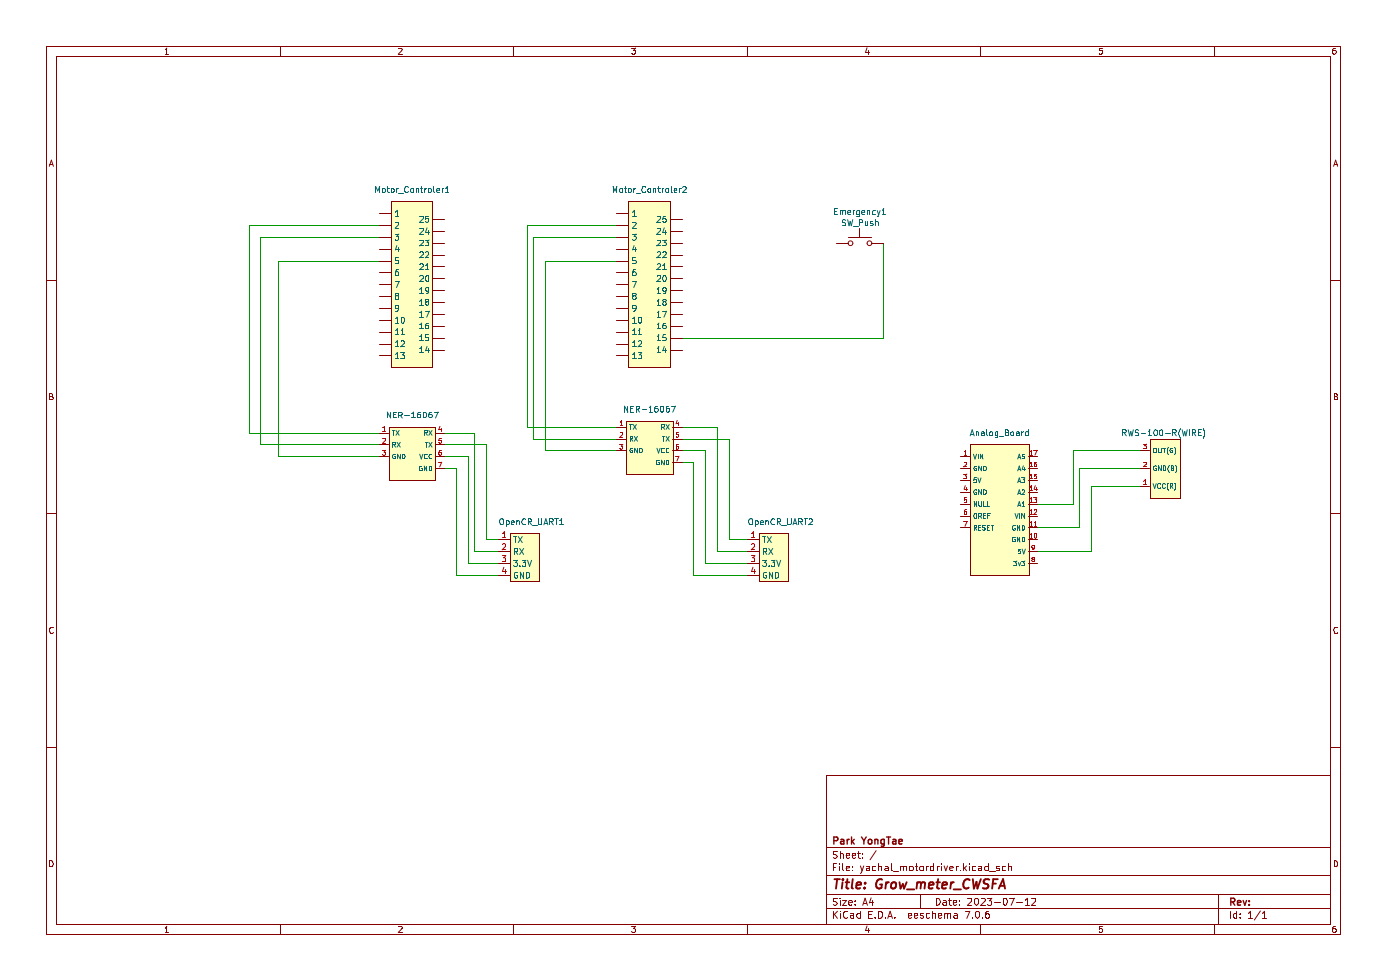 1 2 3 4 5 6
A A
Motor_Controler1
1
2
3
4
5
6
7
8
9
10
11
12
13
25
24
23
22
21
20
19
18
17
16
15
14
Motor_Controler2
1
2
3
4
5
6
7
8
9
10
11
12
13
25
24
23
22
21
20
19
18
17
16
15
14
Emergency1
SW_Push
B B
NER-16067
1 TX RX 4
2 RX TX 5
3 GND VCC 6
GND 7
NER-16067
1 TX RX 4
2 RX TX 5
3 GND VCC 6
GND 7
Analog_Board
1 VIN A5 17
2 GND A4 16
3 5V A3 15
4 GND A2 14
5 NULL A1 13
6 OREF VIN 12
7 RESET GND 11
GND 10
5V 9
3V3 8
RWS-100-R(WIRE)
3 OUT(G)
2 GND(B)
1 VCC(R)
OpenCR_UART1
1 TX
2 RX
3 3.3V
4 GND
OpenCR_UART2
1 TX
2 RX
3 3.3V
4 GND
C C
D D
Park YongTae
Sheet: /
File: yachal_motordriver.kicad_sch
Title: Grow_meter_CWSFA
Size: A4 Date: 2023-07-12 Rev:
KiCad E.D.A. eeschema 7.0.6 Id: 1/1
1 2 3 4 5 6